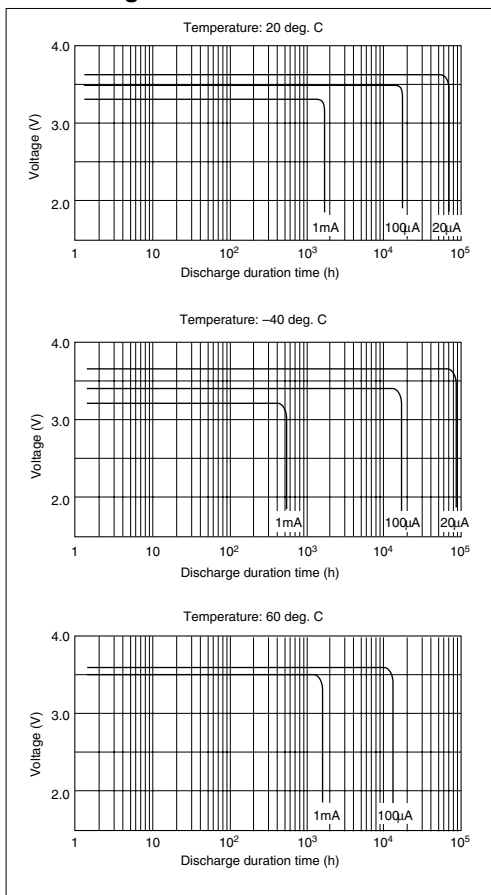 Temperature: 20 deg. C
4.0
3.0
2.0
Voltage (V)
1mA 100μA 20μA
1 10 10² 10³ 10⁴ 10⁵
Discharge duration time (h)
Temperature: –40 deg. C
4.0
3.0
2.0
Voltage (V)
1mA 100μA 20μA
1 10 10² 10³ 10⁴ 10⁵
Discharge duration time (h)
Temperature: 60 deg. C
4.0
3.0
2.0
Voltage (V)
1mA 100μA
1 10 10² 10³ 10⁴ 10⁵
Discharge duration time (h)